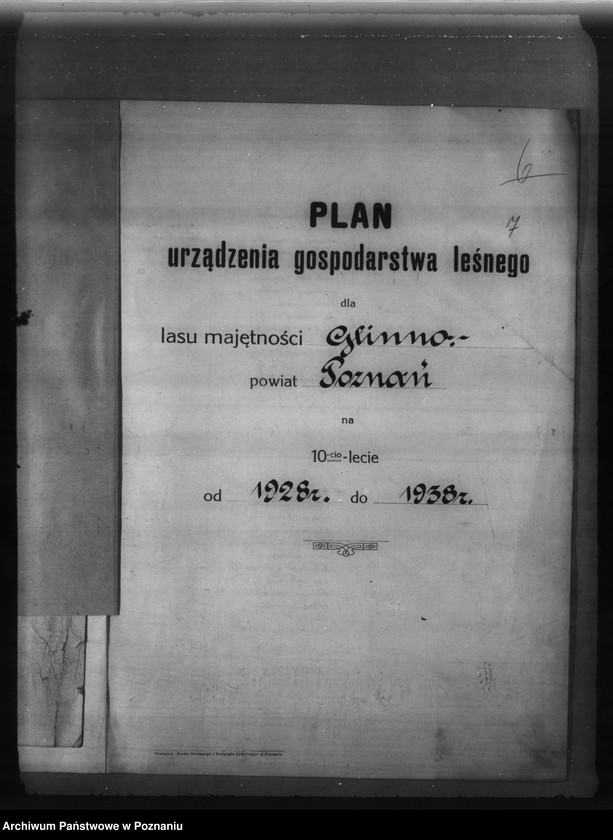 6
7
PLAN
urządzenia gospodarstwa leśnego
dla
lasu majętności Glinno.-
powiat Poznań
na
10-cio-lecie
od 1928r. do 1938r.
Archiwum Państwowe w Poznaniu